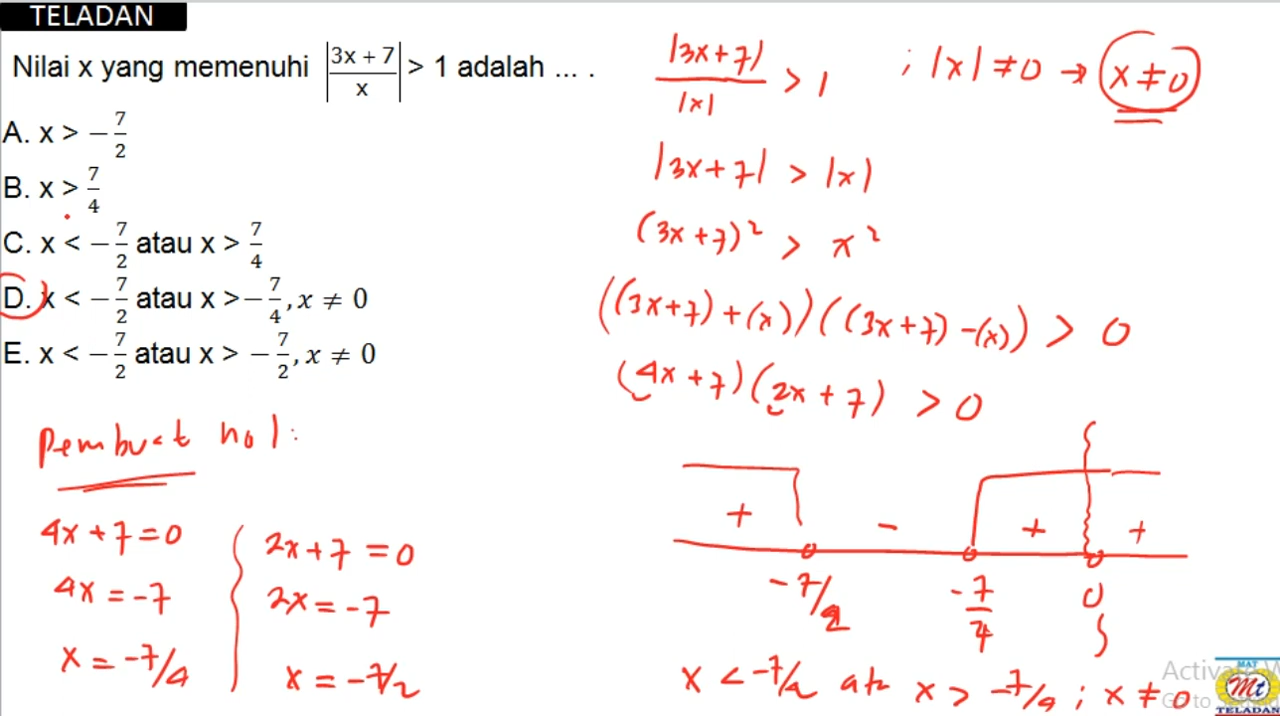 TELADAN
Nilai x yang memenuhi |(3x + 7)/x| > 1 adalah ... .
A. x > −7/2
B. x > 7/4
C. x < −7/2 atau x > 7/4
D. x < −7/2 atau x >−7/4, x ≠ 0
E. x < −7/2 atau x > −7/2, x ≠ 0
Pembuat nol:
4x + 7 = 0
4x = -7
x = -7/4
2x + 7 = 0
2x = -7
x = -7/2
|3x+7|/|x| > 1 ; |x| ≠ 0 → x ≠ 0
|3x+7| > |x|
(3x+7)² > x²
((3x+7)+(x))((3x+7)-(x)) > 0
(4x+7)(2x+7) > 0
+ - + +
-7/2 -7/4 0
x < -7/2 atr x > -7/4 ; x ≠ 0
MAT
Mt
TELADAN